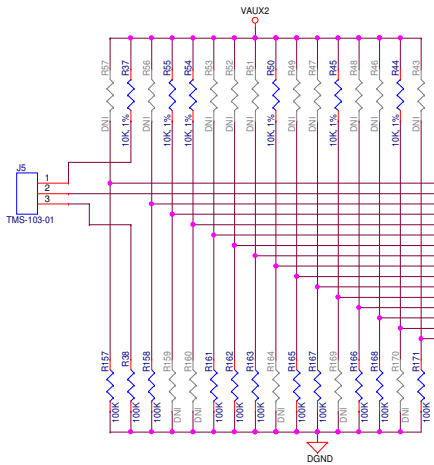 VAUX2
R57
R37
R56
R55
R54
R53
R52
R51
R50
R49
R47
R45
R48
R46
R44
R43
DNI
10K, 1%
DNI
10K, 1%
10K, 1%
DNI
DNI
DNI
10K, 1%
DNI
DNI
10K, 1%
DNI
DNI
10K, 1%
DNI
J5
1
2
3
TMS-103-01
R157
R38
R158
R159
R160
R161
R162
R163
R164
R165
R167
R169
R166
R168
R170
R171
100K
100K
100K
DNI
DNI
100K
100K
100K
DNI
100K
100K
DNI
100K
100K
DNI
100K
DGND